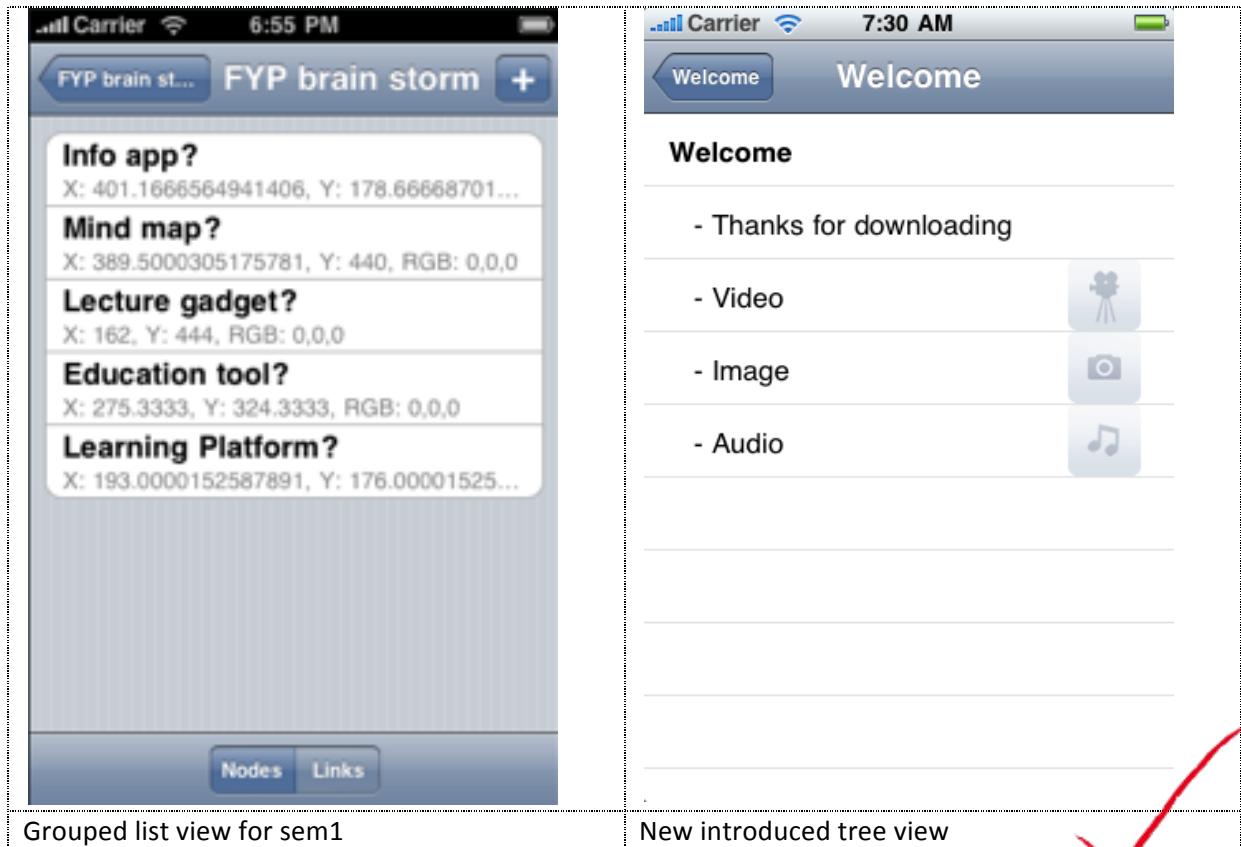 Carrier 6:55 PM
FYP brain st... FYP brain storm +
Info app?
X: 401.1666564941406, Y: 178.66668701...
Mind map?
X: 389.5000305175781, Y: 440, RGB: 0,0,0
Lecture gadget?
X: 162, Y: 444, RGB: 0,0,0
Education tool?
X: 275.3333, Y: 324.3333, RGB: 0,0,0
Learning Platform?
X: 193.0000152587891, Y: 176.00001525...
Nodes Links
Grouped list view for sem1
Carrier 7:30 AM
Welcome Welcome
Welcome
- Thanks for downloading
- Video
- Image
- Audio
New introduced tree view